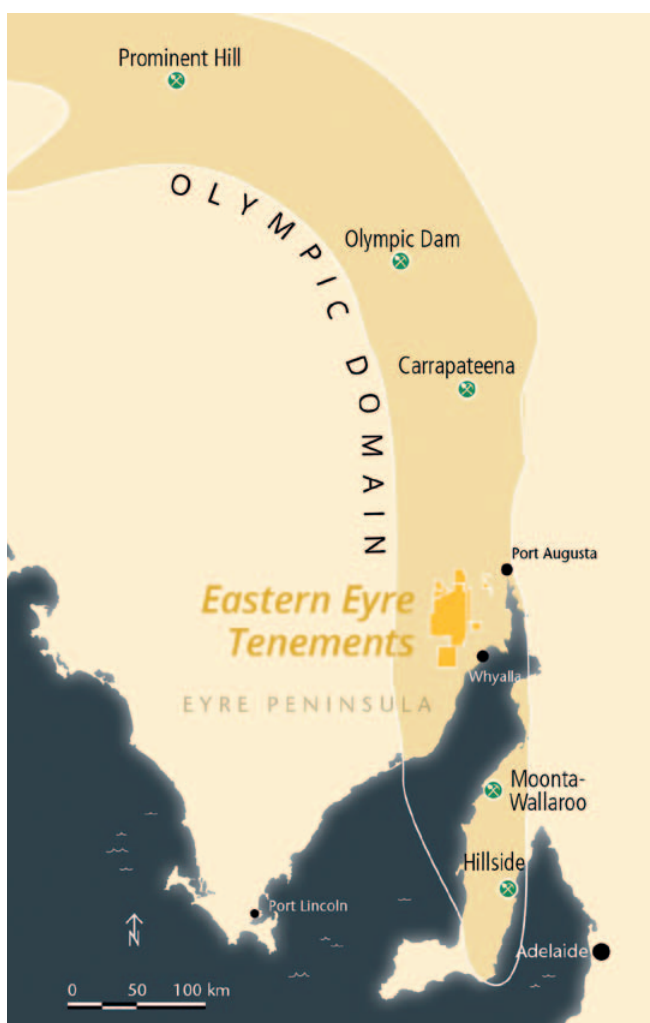 Prominent Hill
OLYMPIC DOMAIN
Olympic Dam
Carrapateena
Port Augusta
Eastern Eyre
Tenements
Whyalla
EYRE PENINSULA
Moonta-
Wallaroo
Hillside
Port Lincoln
N
Adelaide
0 50 100 km